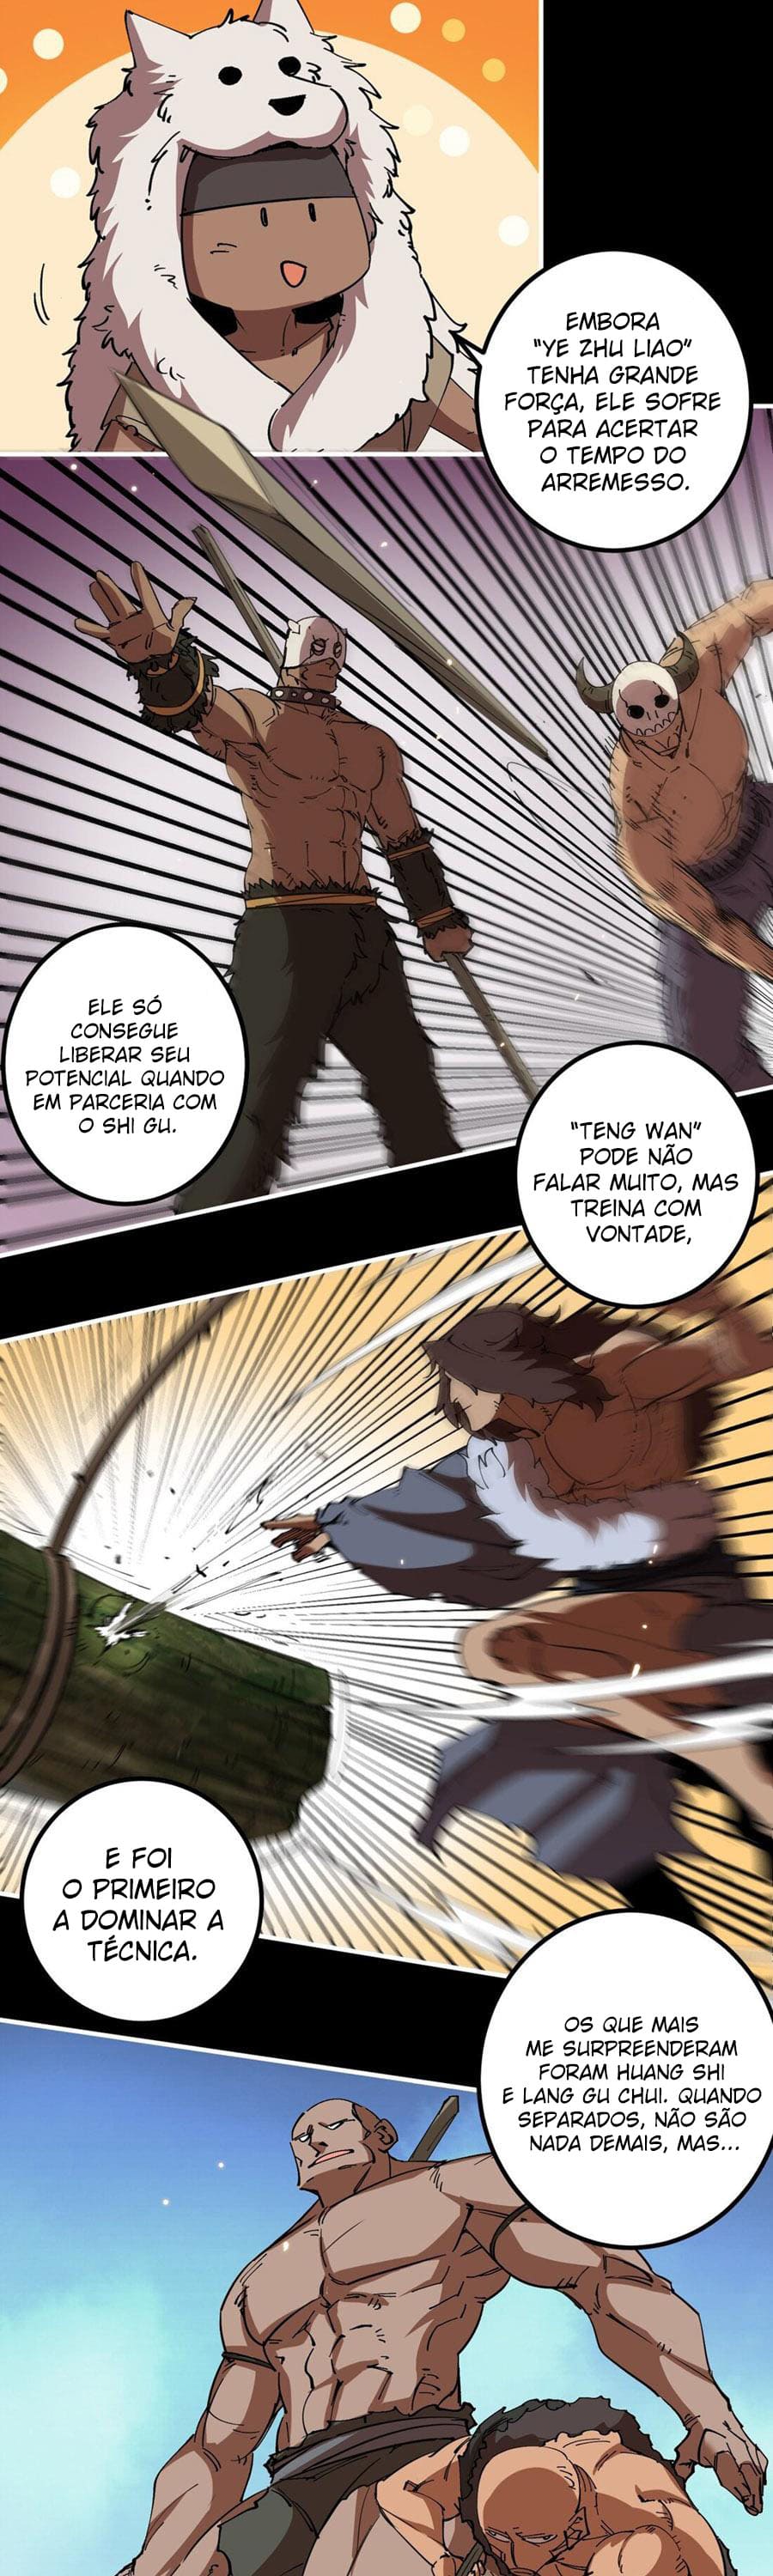 EMBORA
"YE ZHU LIAO"
TENHA GRANDE
FORÇA, ELE SOFRE
PARA ACERTAR
O TEMPO DO
ARREMESSO.
ELE SÓ
CONSEGUE
LIBERAR SEU
POTENCIAL QUANDO
EM PARCERIA COM
O SHI GU.
"TENG WAN"
PODE NÃO
FALAR MUITO, MAS
TREINA COM
VONTADE,
E FOI
O PRIMEIRO
A DOMINAR A
TÉCNICA.
OS QUE MAIS
ME SURPREENDERAM
FORAM HUANG SHI
E LANG GU CHUI. QUANDO
SEPARADOS, NÃO SÃO
NADA DEMAIS, MAS...